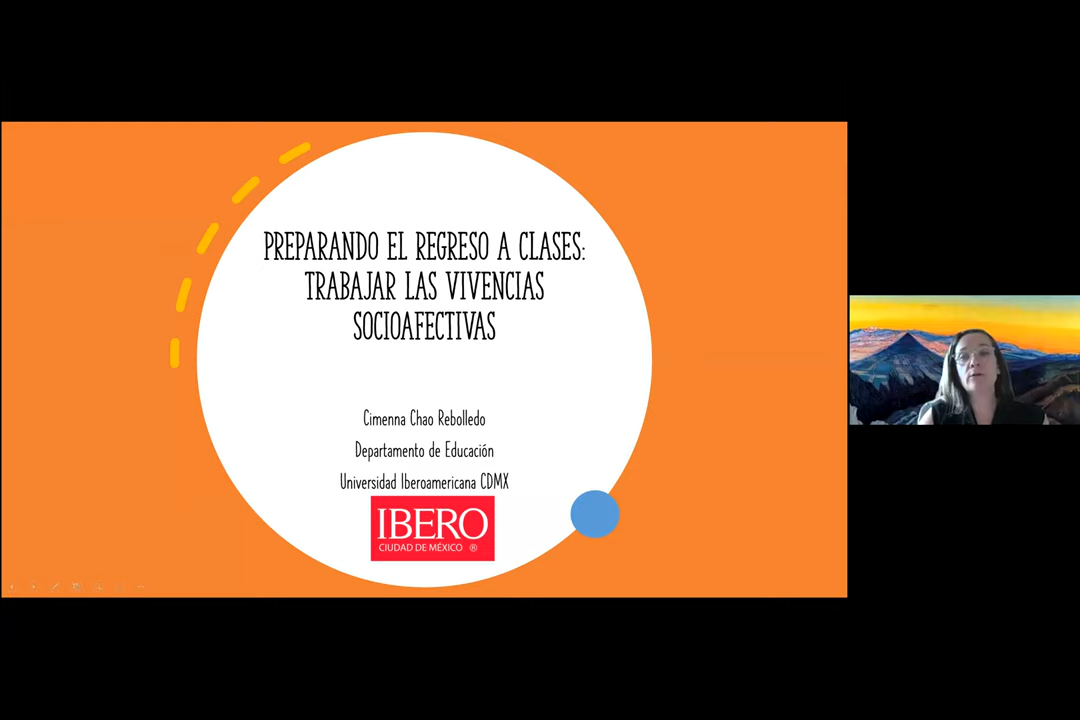 PREPARANDO EL REGRESO A CLASES:
TRABAJAR LAS VIVENCIAS
SOCIOAFECTIVAS
Cimenna Chao Rebolledo
Departamento de Educación
Universidad Iberoamericana CDMX
IBERO
CIUDAD DE MÉXICO ®